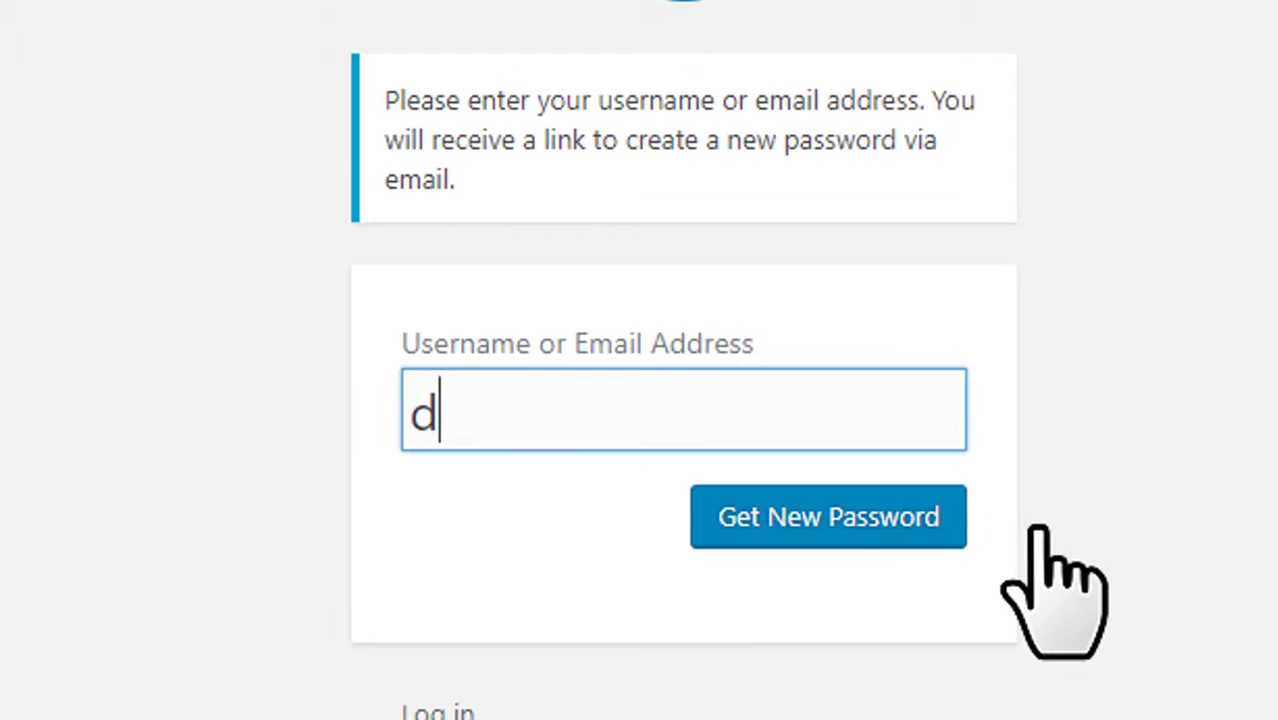 Please enter your username or email address. You
will receive a link to create a new password via
email.
Username or Email Address
d
Get New Password
Log in